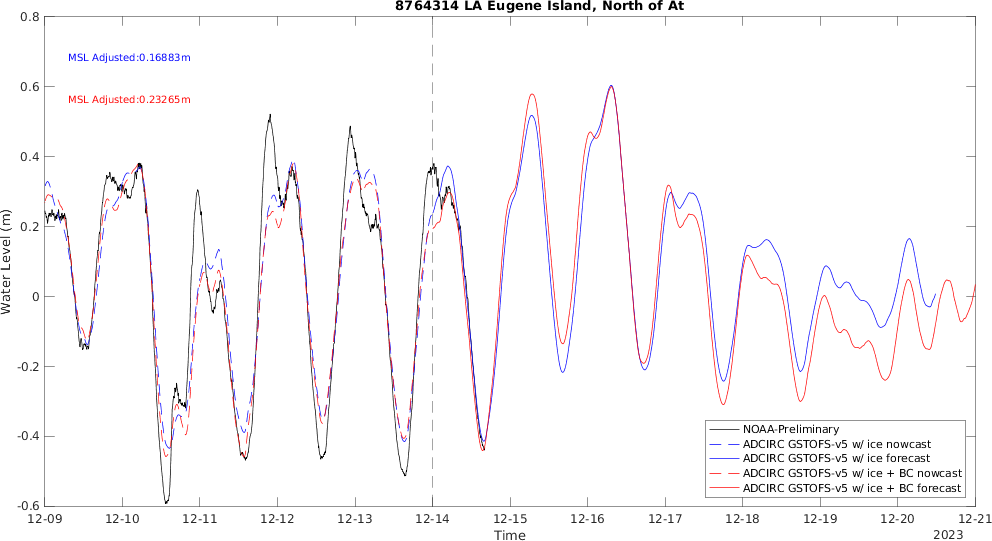 8764314 LA Eugene Island, North of At
MSL Adjusted:0.16883m
MSL Adjusted:0.23265m
Water Level (m)
0.8
0.6
0.4
0.2
0
-0.2
-0.4
-0.6
NOAA-Preliminary
ADCIRC GSTOFS-v5 w/ ice nowcast
ADCIRC GSTOFS-v5 w/ ice forecast
ADCIRC GSTOFS-v5 w/ ice + BC nowcast
ADCIRC GSTOFS-v5 w/ ice + BC forecast
12-09 12-10 12-11 12-12 12-13 12-14 12-15 12-16 12-17 12-18 12-19 12-20 12-21
Time
2023